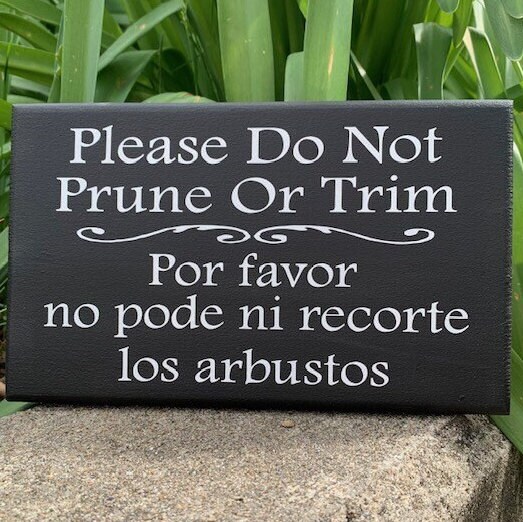 Please Do Not
Prune Or Trim
Por favor
no pode ni recorte
los arbustos